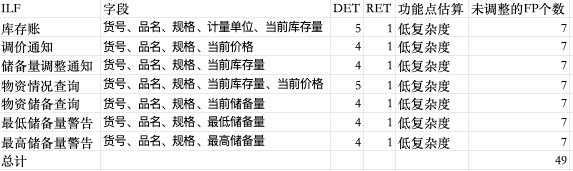 ILF 字段 DET RET 功能点估算 未调整的FP个数
库存账 货号、品名、规格、计量单位、当前库存量 5 1 低复杂度 7
调价通知 货号、品名、规格、当前价格 4 1 低复杂度 7
储备量调整通知 货号、品名、规格、当前库存量 4 1 低复杂度 7
物资情况查询 货号、品名、规格、当前库存量、当前价格 5 1 低复杂度 7
物资储备查询 货号、品名、规格、当前储备量 4 1 低复杂度 7
最低储备量警告 货号、品名、规格、最低储备量 4 1 低复杂度 7
最高储备量警告 货号、品名、规格、最高储备量 4 1 低复杂度 7
总计 49